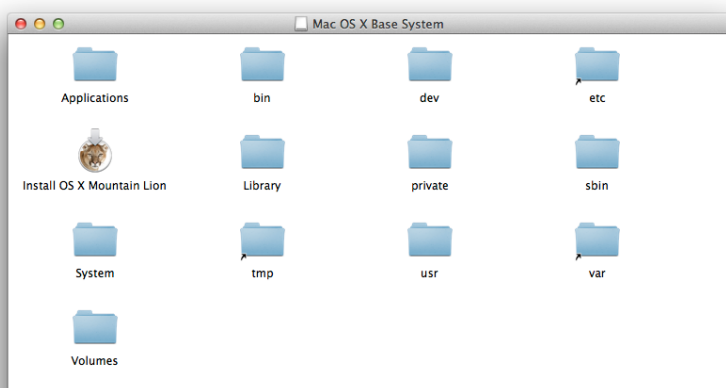 Mac OS X Base System
Applications
bin
dev
etc
Install OS X Mountain Lion
Library
private
sbin
System
tmp
usr
var
Volumes